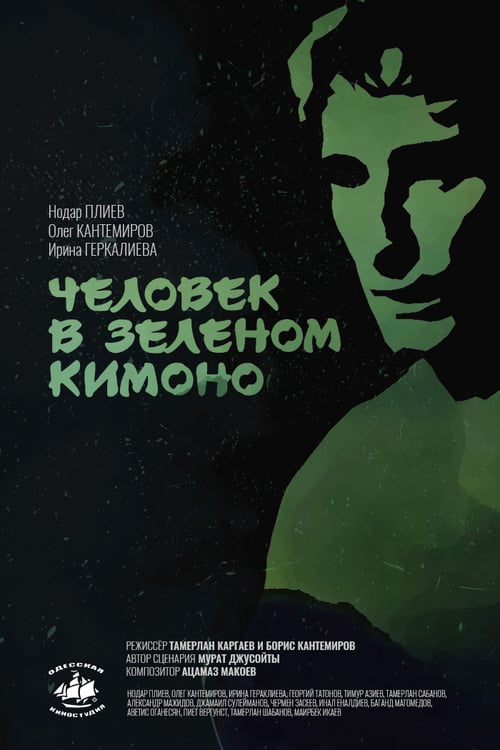 Нодар ПЛИЕВ
Олег КАНТЕМИРОВ
Ирина ГЕРКАЛИЕВА
ЧЕЛОВЕК
В ЗЕЛЕНОМ
КИМОНО
РЕЖИССЁР ТАМЕРЛАН КАРГАЕВ И БОРИС КАНТЕМИРОВ
АВТОР СЦЕНАРИЯ МУРАТ ДЖУСОЙТЫ
КОМПОЗИТОР АЦАМАЗ МАКОЕВ
НОДАР ПЛИЕВ, ОЛЕГ КАНТЕМИРОВ, ИРИНА ГЕРАКЛИЕВА, ГЕОРГИЙ ТАТОНОВ, ТИМУР АЗИЕВ, ТАМЕРЛАН САБАНОВ,
АЛЕКСАНДР МАЖИДОВ, ДЖАМАИЛ СУЛЕЙМАНОВ, ЧЕРМЕН ЗАСЕЕВ, ИНАЛ ЕНАЛДИЕВ, БАГАНД МАГОМЕДОВ,
АВЕТИС ОГАНЕСЯН, ПИЕТ ВЕРГУНСТ, ТАМЕРЛАН ШАБАНОВ, МАИРБЕК ИКАЕВ
ОДЕССКАЯ
КИНОСТУДИЯ